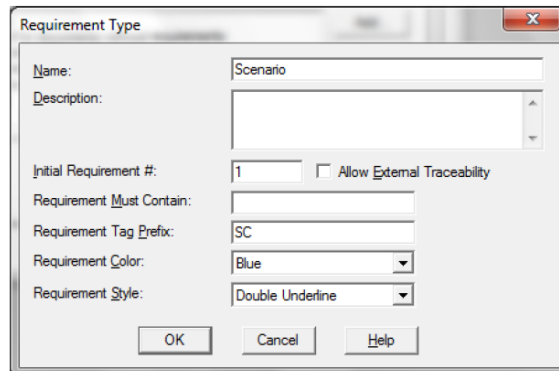 Requirement Type
Name: Scenario
Description:
Initial Requirement #: 1 Allow External Traceability
Requirement Must Contain:
Requirement Tag Prefix: SC
Requirement Color: Blue
Requirement Style: Double Underline
OK Cancel Help